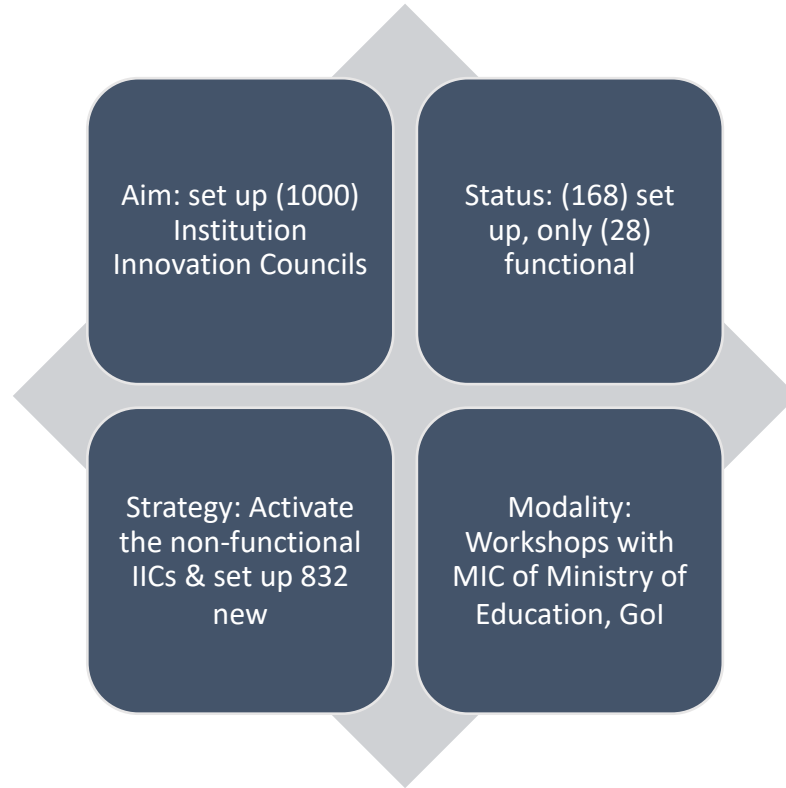 Aim: set up (1000)
Institution
Innovation Councils
Status: (168) set
up, only (28)
functional
Strategy: Activate
the non-functional
IICs & set up 832
new
Modality:
Workshops with
MIC of Ministry of
Education, GoI